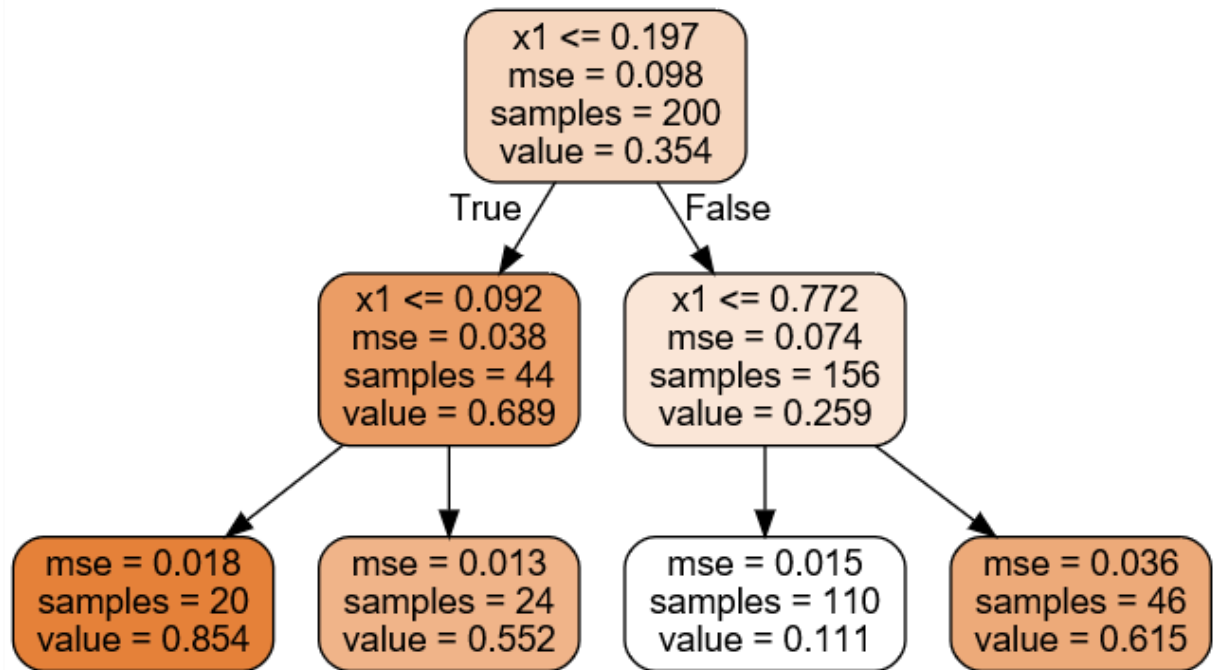 x1 <= 0.197
mse = 0.098
samples = 200
value = 0.354
True
False
x1 <= 0.092
mse = 0.038
samples = 44
value = 0.689
x1 <= 0.772
mse = 0.074
samples = 156
value = 0.259
mse = 0.018
samples = 20
value = 0.854
mse = 0.013
samples = 24
value = 0.552
mse = 0.015
samples = 110
value = 0.111
mse = 0.036
samples = 46
value = 0.615